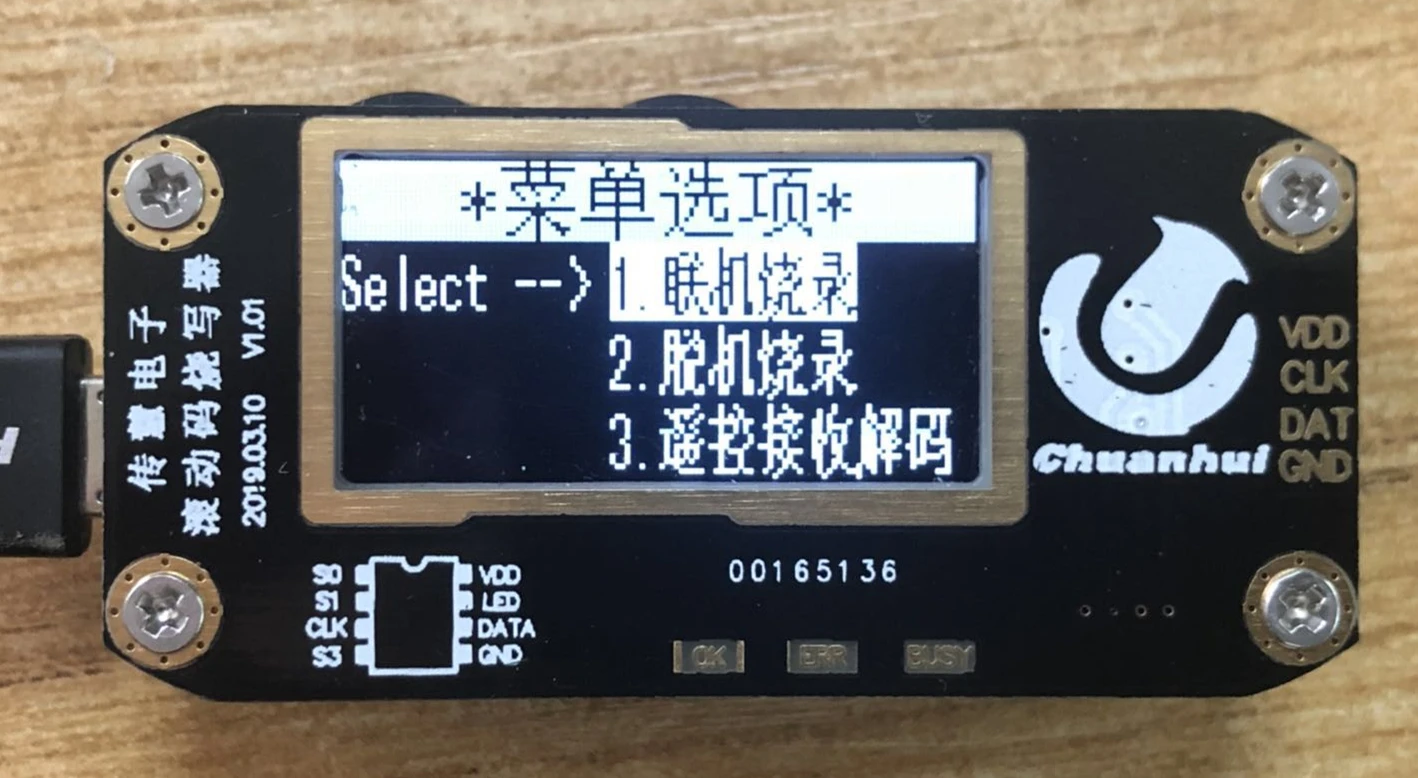 *菜单选项*
Select --> 1.联机烧录
2.脱机烧录
3.遥控接收解码
传慧电子
滚动码烧写器
2019.03.10 V1.01
Chuanhui
VDD
CLK
DAT
GND
S0 VDD
S1 LED
CLK DATA
S3 GND
00165136
OK ERR BUSY